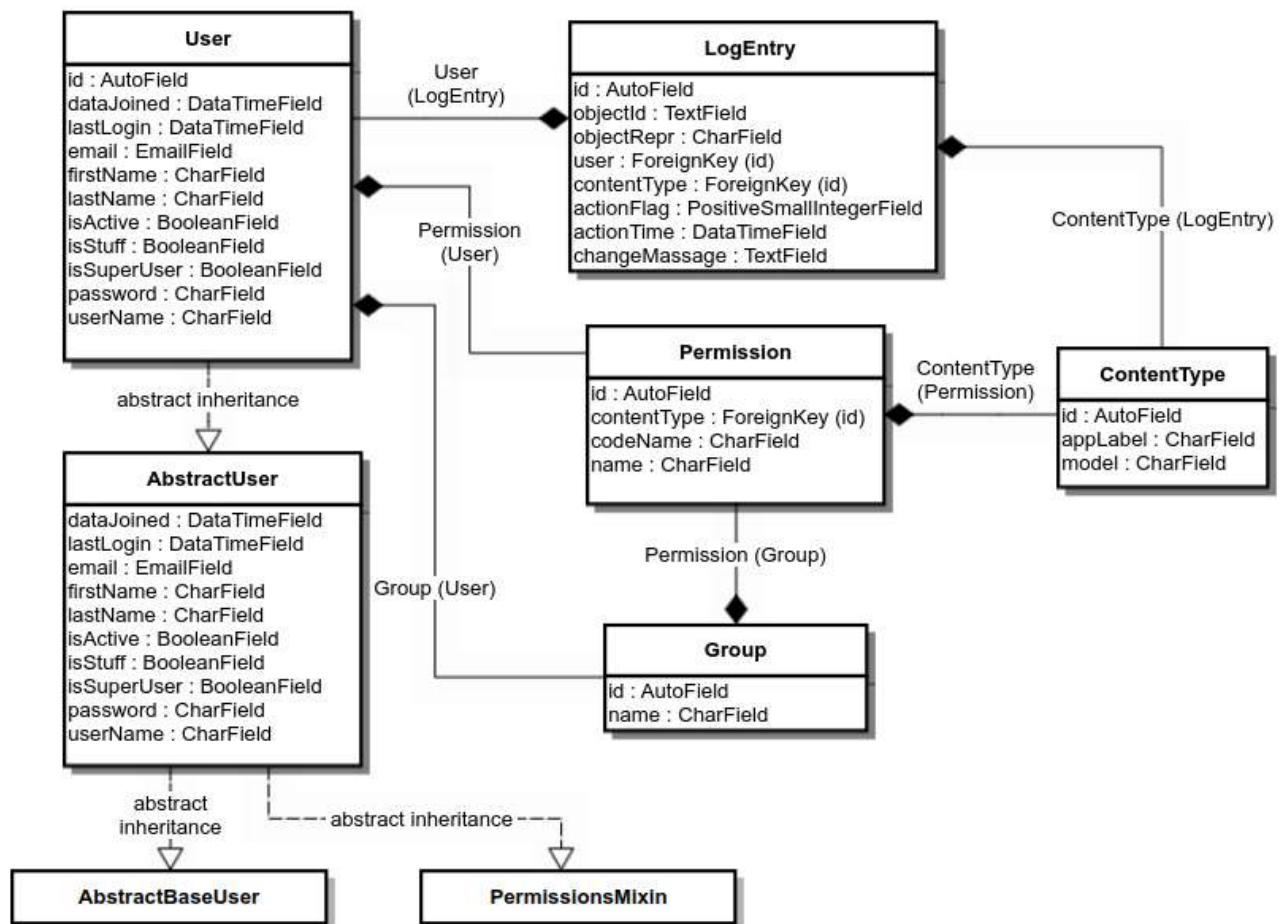 User
id : AutoField
dataJoined : DataTimeField
lastLogin : DataTimeField
email : EmailField
firstName : CharField
lastName : CharField
isActive : BooleanField
isStuff : BooleanField
isSuperUser : BooleanField
password : CharField
userName : CharField
User
(LogEntry)
LogEntry
id : AutoField
objectId : TextField
objectRepr : CharField
user : ForeignKey (id)
contentType : ForeignKey (id)
actionFlag : PositiveSmallIntegerField
actionTime : DataTimeField
changeMassage : TextField
Permission
(User)
ContentType (LogEntry)
Permission
id : AutoField
contentType : ForeignKey (id)
codeName : CharField
name : CharField
ContentType
(Permission)
ContentType
id : AutoField
appLabel : CharField
model : CharField
abstract inheritance
AbstractUser
dataJoined : DataTimeField
lastLogin : DataTimeField
email : EmailField
firstName : CharField
lastName : CharField
isActive : BooleanField
isStuff : BooleanField
isSuperUser : BooleanField
password : CharField
userName : CharField
Group (User)
Permission (Group)
Group
id : AutoField
name : CharField
abstract
inheritance
abstract inheritance
AbstractBaseUser
PermissionsMixin